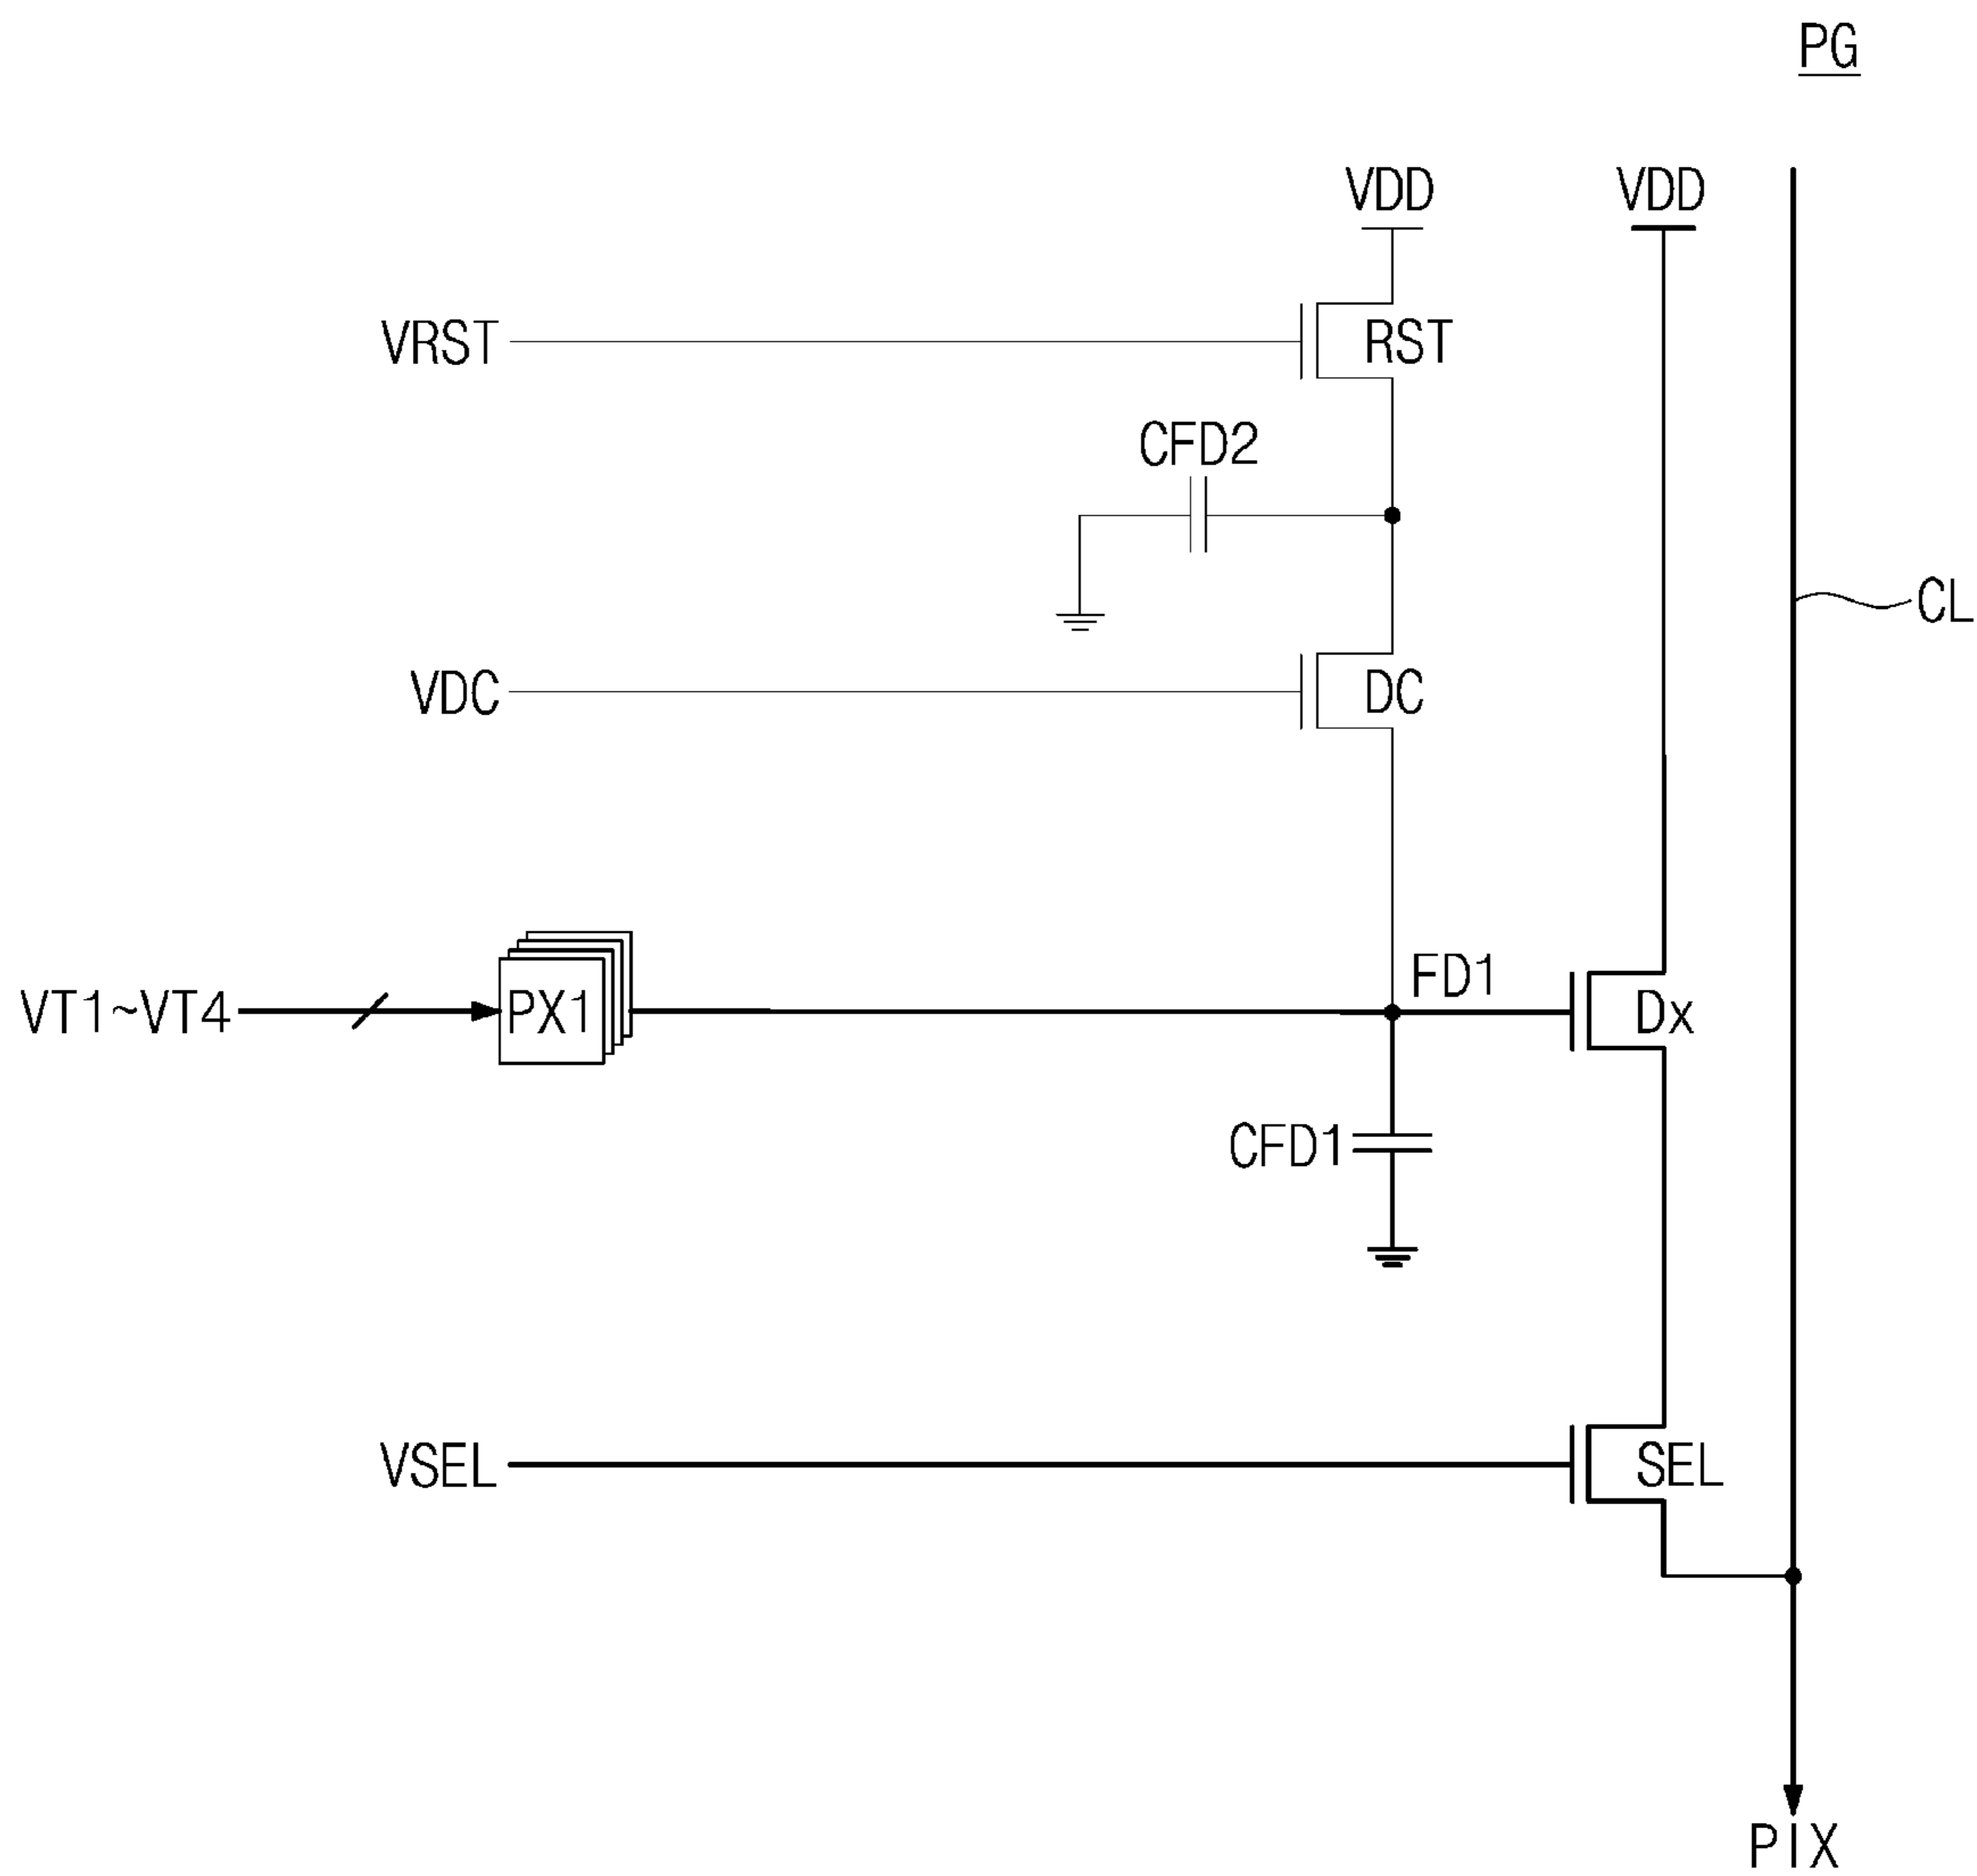 PG
VDD
VDD
VRST
RST
CFD2
CL
VDC
DC
FD1
VT1~VT4
PX1
Dx
CFD1
VSEL
SEL
PIX